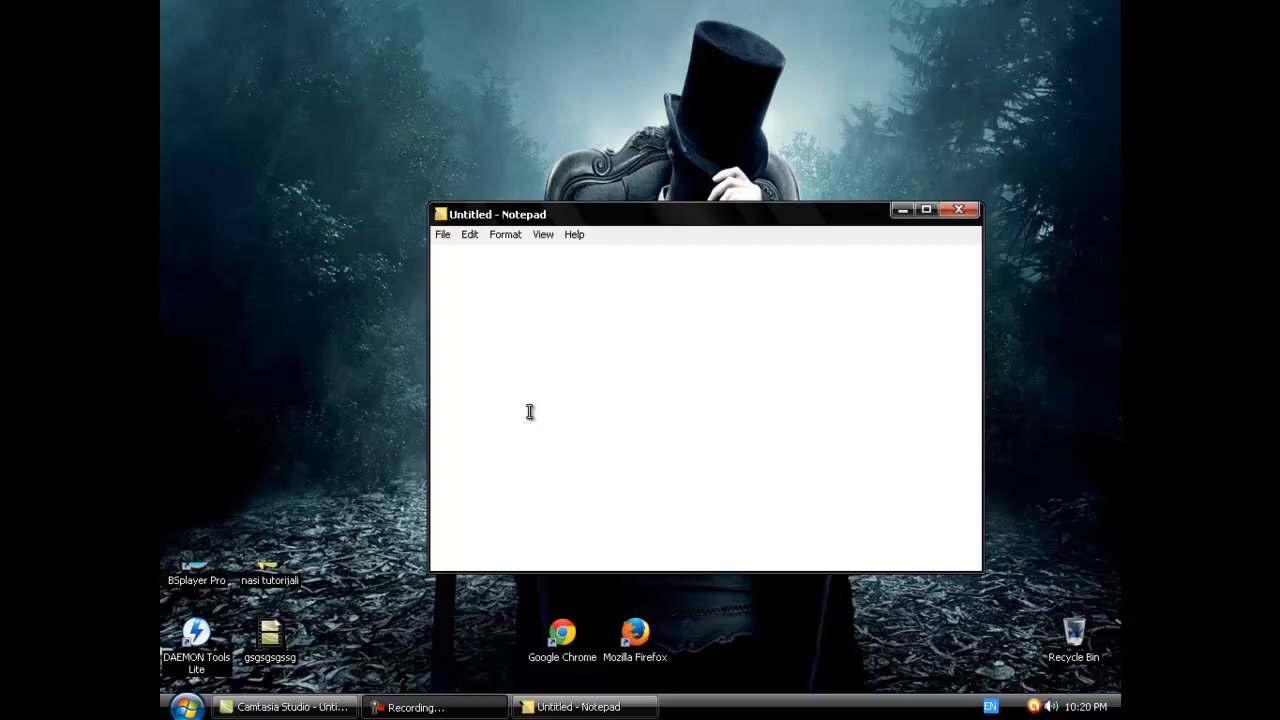 Untitled - Notepad
File Edit Format View Help
BSplayer Pro nasi tutorijali
DAEMON Tools Lite
gsgsgsgssg
Google Chrome Mozilla Firefox
Recycle Bin
Camtasia Studio - Unti... Recording... Untitled - Notepad EN 10:20 PM